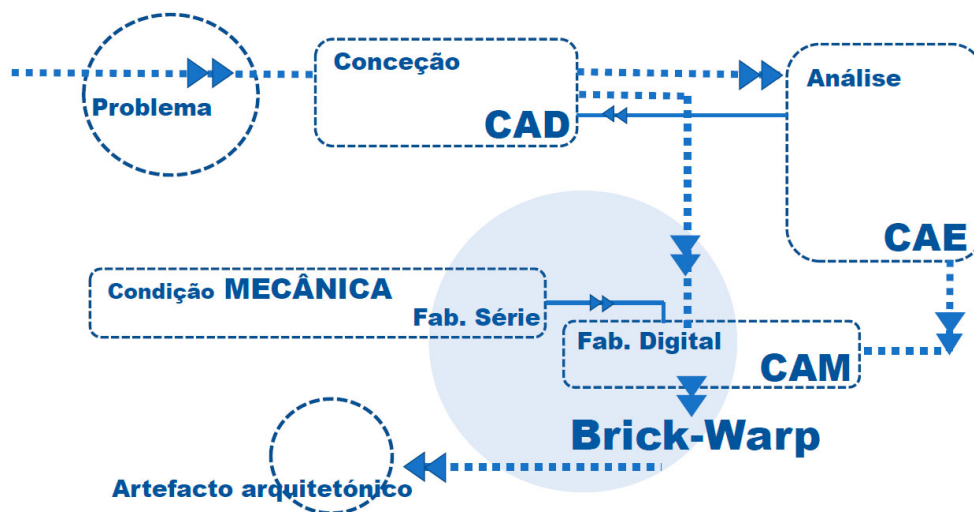 Problema
Conceção
CAD
Análise
CAE
Condição MECÂNICA
Fab. Série
Fab. Digital
CAM
Brick-Warp
Artefacto arquitetónico